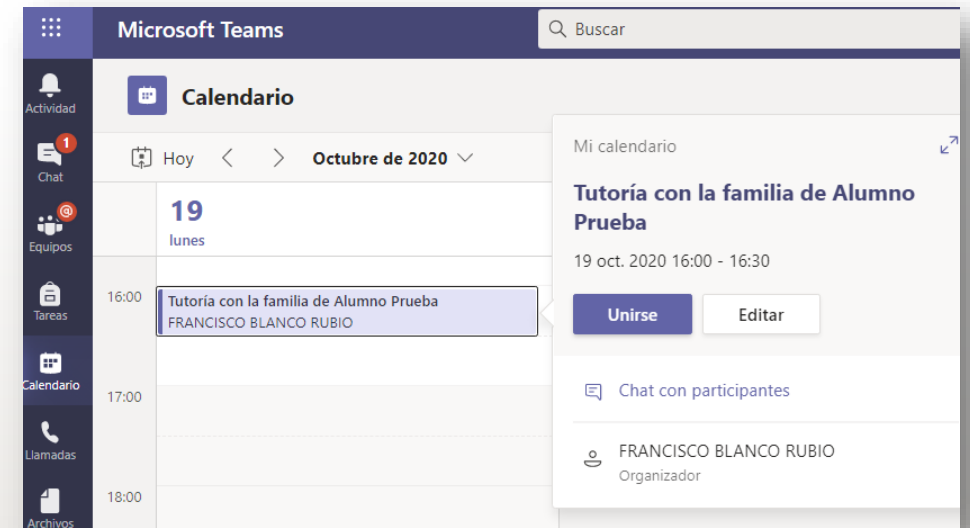 Microsoft Teams
Buscar
Actividad
1
Chat
@
Equipos
Tareas
Calendario
Llamadas
Archivos
Calendario
Hoy
Octubre de 2020
19
lunes
16:00
Tutoría con la familia de Alumno Prueba
FRANCISCO BLANCO RUBIO
17:00
18:00
Mi calendario
Tutoría con la familia de Alumno
Prueba
19 oct. 2020 16:00 - 16:30
Unirse
Editar
Chat con participantes
FRANCISCO BLANCO RUBIO
Organizador